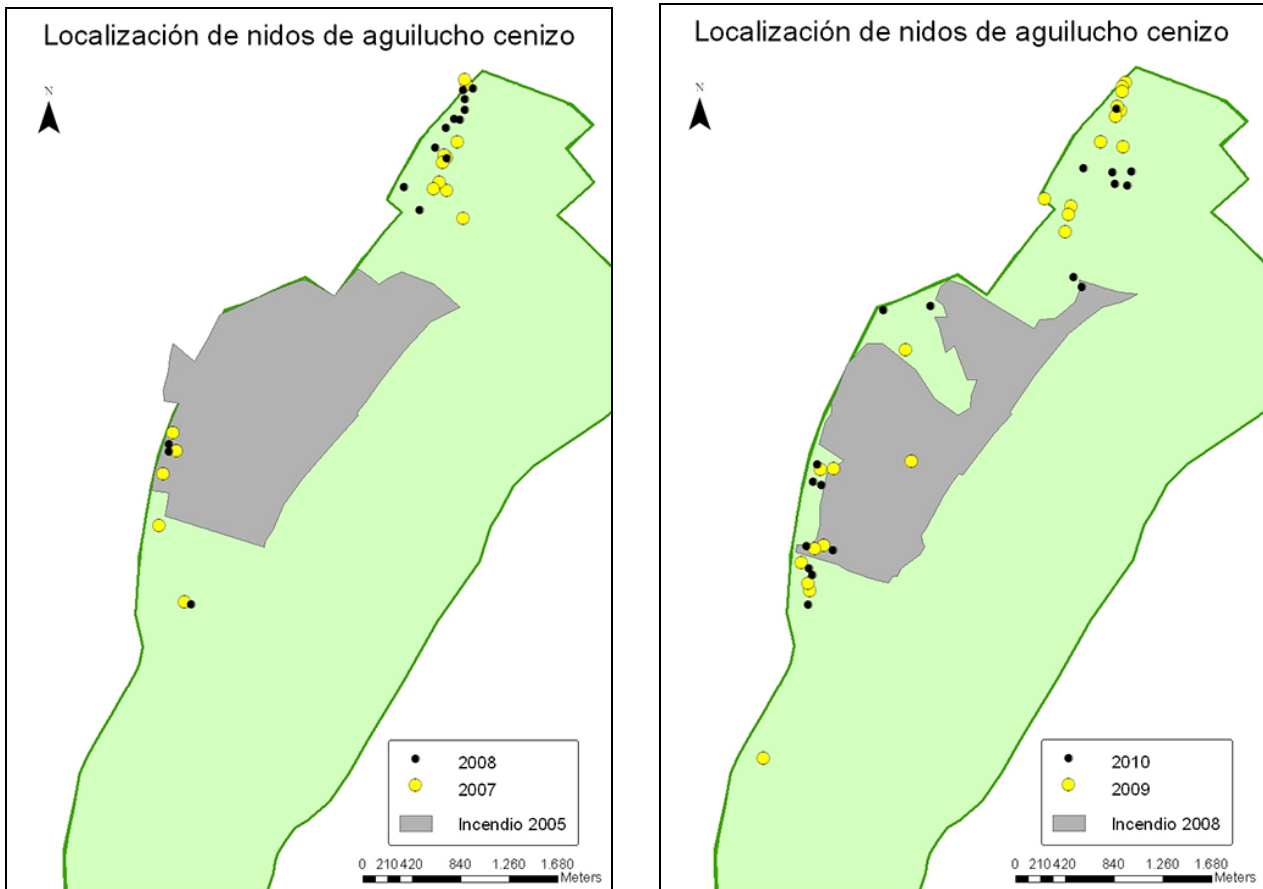 Localización de nidos de aguilucho cenizo
N
2008
2007
Incendio 2005
0 210 420 840 1.260 1.680
Meters
Localización de nidos de aguilucho cenizo
N
2010
2009
Incendio 2008
0 210 420 840 1.260 1.680
Meters